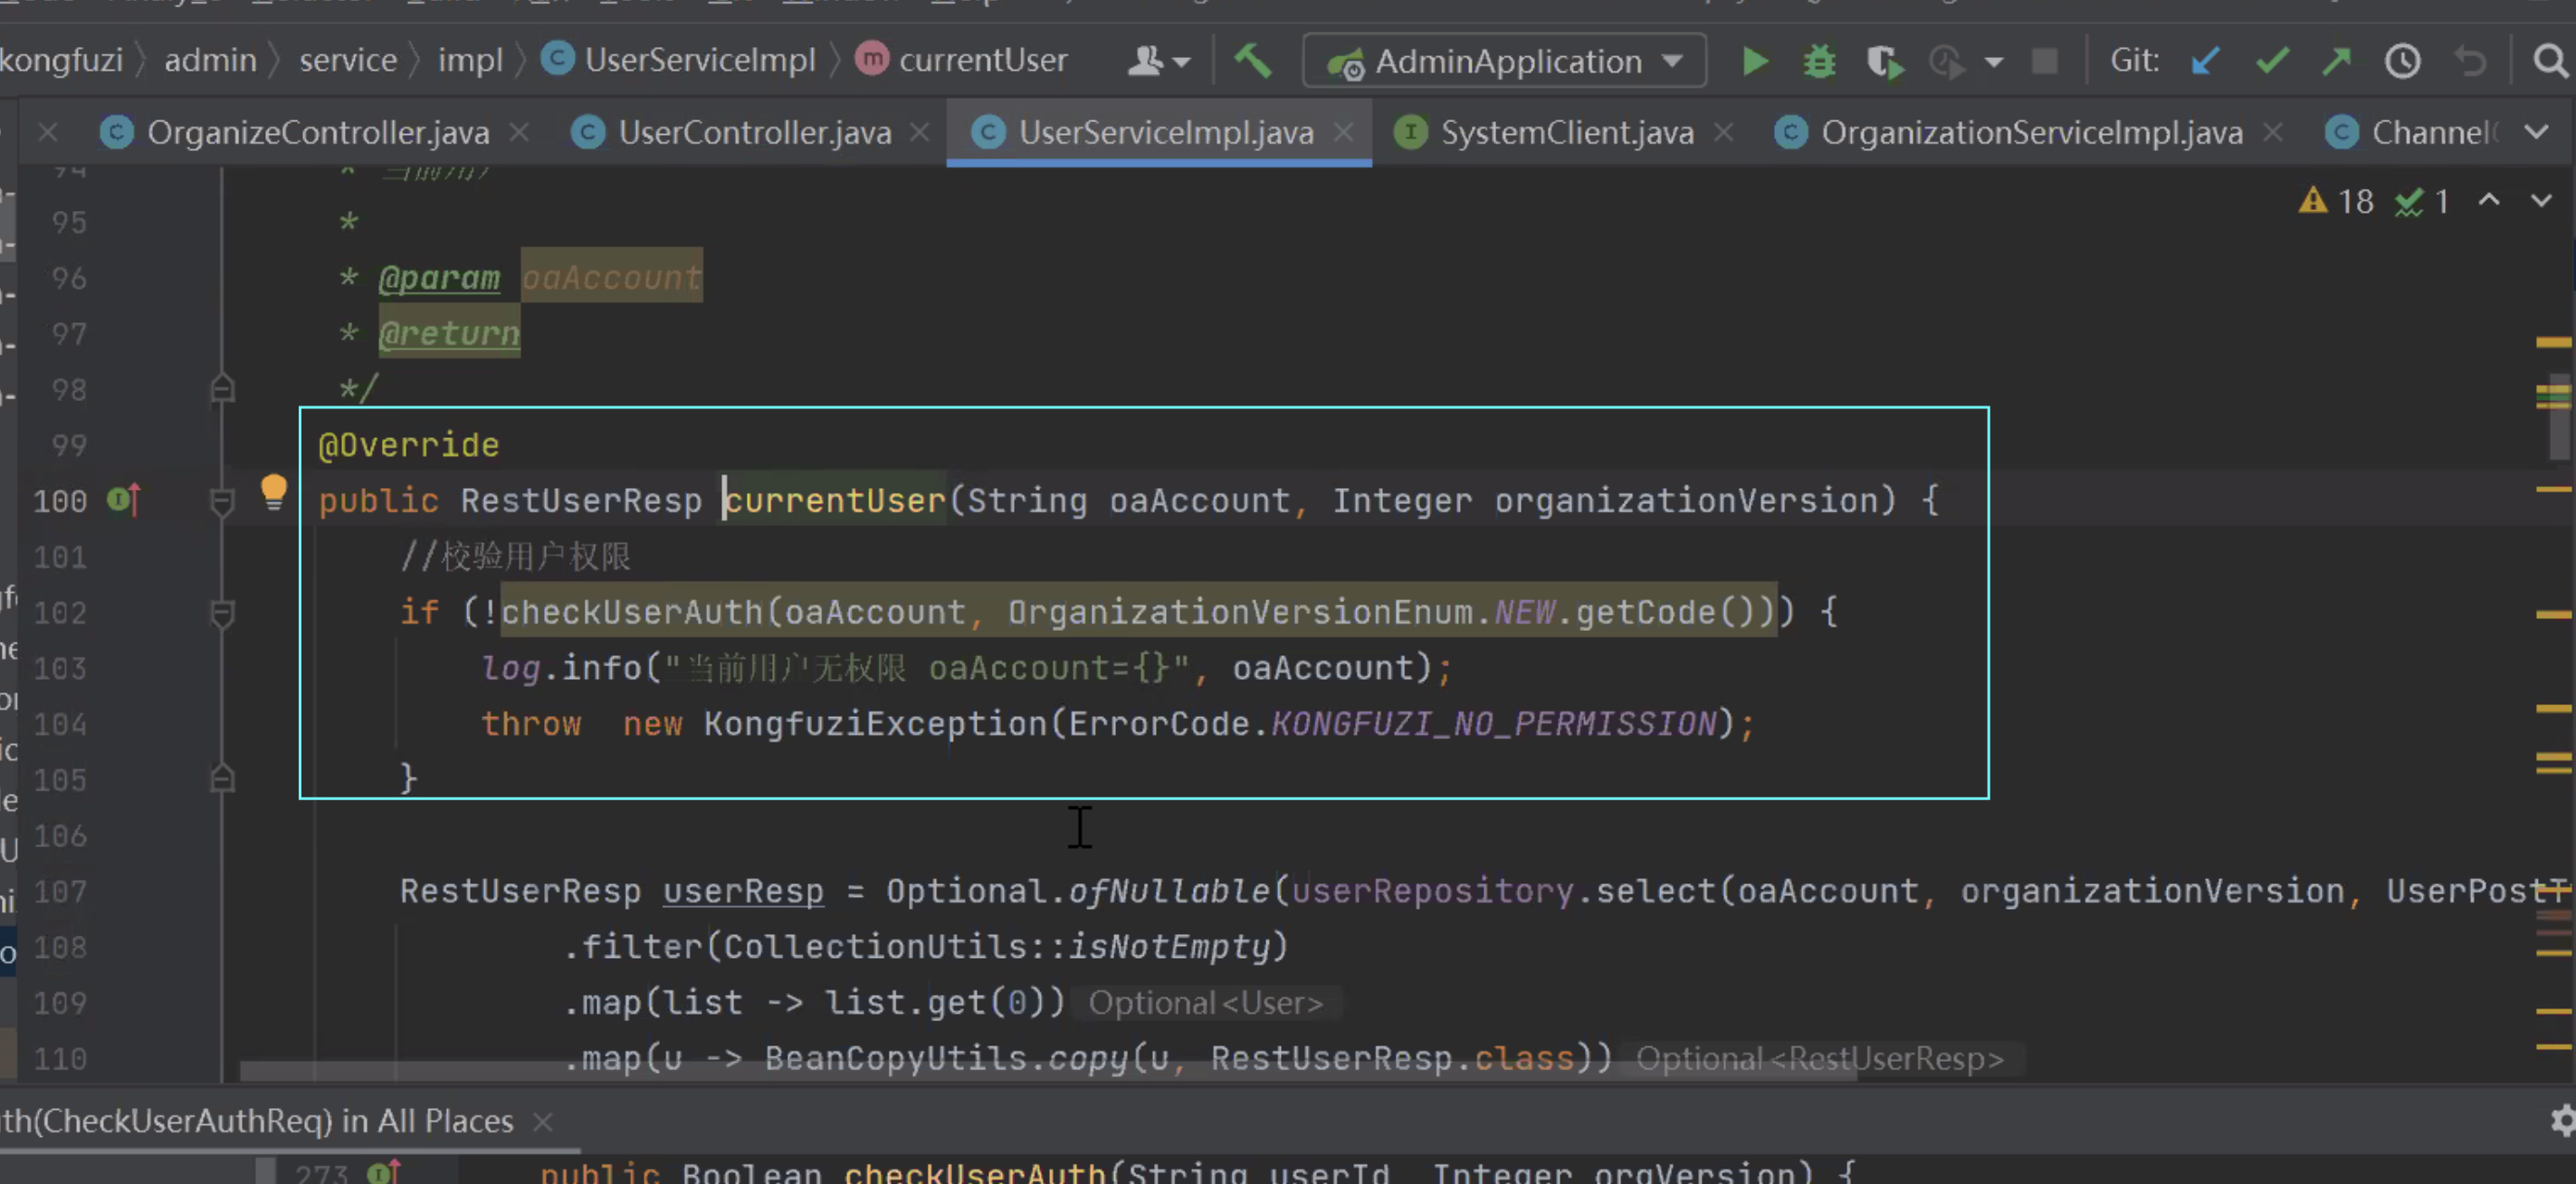 kongfuzi
admin
service
impl
UserServiceImpl
currentUser
AdminApplication
Git:
OrganizeController.java
UserController.java
UserServiceImpl.java
SystemClient.java
OrganizationServiceImpl.java
Channel
18
1
95 *
96 * @param oaAccount
97 * @return
98 */
99 @Override
100 public RestUserResp currentUser(String oaAccount, Integer organizationVersion) {
101 //校验用户权限
102 if (!checkUserAuth(oaAccount, OrganizationVersionEnum.NEW.getCode())) {
103 log.info("当前用户无权限 oaAccount={}", oaAccount);
104 throw  new KongfuziException(ErrorCode.KONGFUZI_NO_PERMISSION);
105 }
106
107 RestUserResp userResp = Optional.ofNullable(userRepository.select(oaAccount, organizationVersion, UserPostT
108 .filter(CollectionUtils::isNotEmpty)
109 .map(list -> list.get(0)) Optional<User>
110 .map(u -> BeanCopyUtils.copy(u, RestUserResp.class)) Optional<RestUserResp>
th(CheckUserAuthReq) in All Places
273 public Boolean checkUserAuth(String userId, Integer orgVersion) {